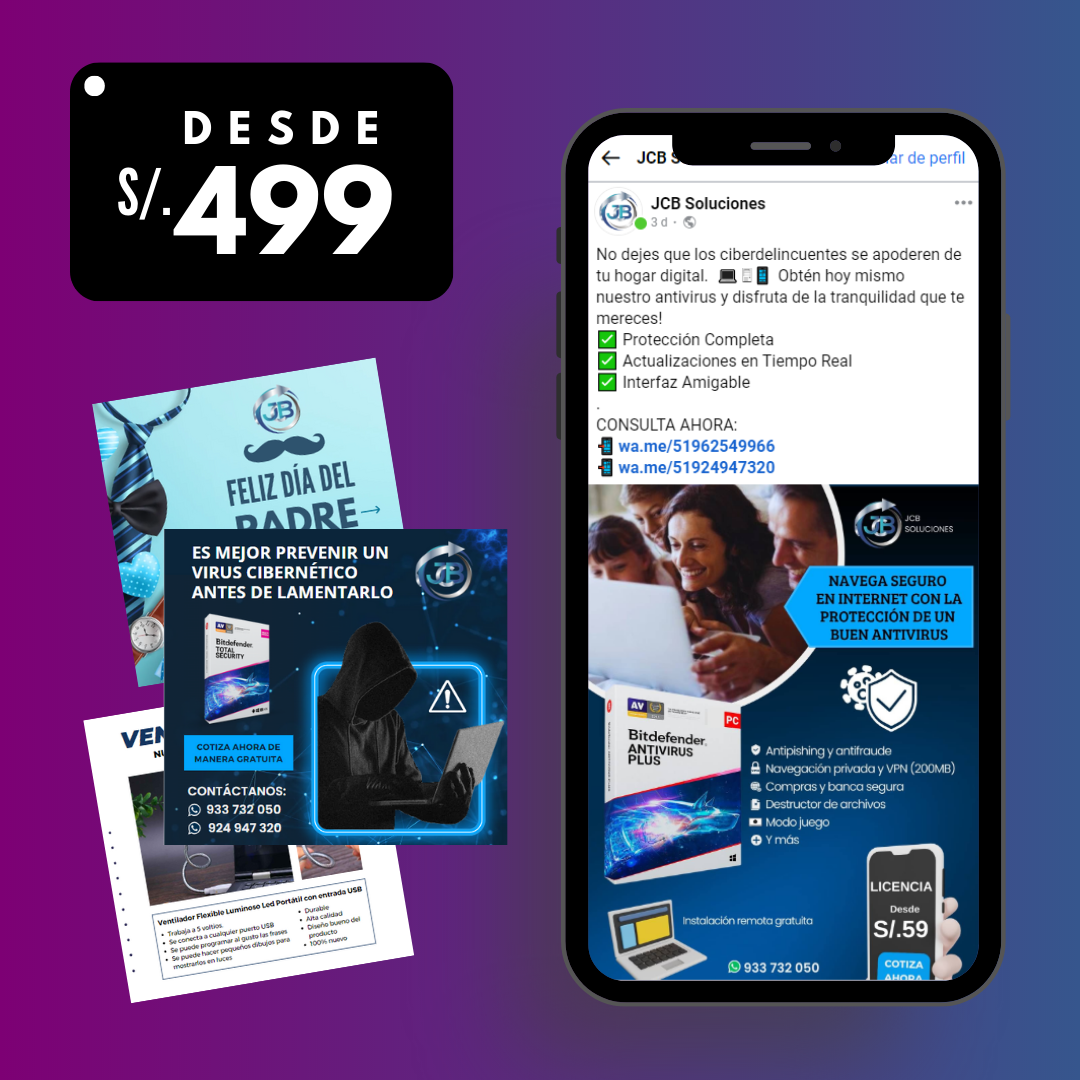 DESDE
S/.499
FELIZ DÍA DEL
PADRE
ES MEJOR PREVENIR UN
VIRUS CIBERNÉTICO
ANTES DE LAMENTARLO
JCB
Bitdefender
TOTAL
SECURITY
COTIZA AHORA DE
MANERA GRATUITA
CONTÁCTANOS:
933 732 050
924 947 320
VEN
NU
Ventilador Flexible Luminoso Led Portátil con entrada USB
• Trabaja a 5 voltios.
• Se conecta a cualquier puerto USB
• Se puede programar al gusto las frases
• Se puede hacer pequeños dibujos para
mostrarlos en luces
• Durable
• Alta calidad
• Diseño bueno del
producto
• 100% nuevo
← JCB S
ar de perfil
JCB Soluciones
3 d ·
No dejes que los ciberdelincuentes se apoderen de
tu hogar digital. 💻📱 Obtén hoy mismo
nuestro antivirus y disfruta de la tranquilidad que te
mereces!
✅ Protección Completa
✅ Actualizaciones en Tiempo Real
✅ Interfaz Amigable
.
CONSULTA AHORA:
📲 wa.me/51962549966
📲 wa.me/51924947320
JCB
SOLUCIONES
NAVEGA SEGURO
EN INTERNET CON LA
PROTECCIÓN DE UN
BUEN ANTIVIRUS
AV
PC
Bitdefender
ANTIVIRUS
PLUS
Antipishing y antifraude
Navegación privada y VPN (200MB)
Compras y banca segura
Destructor de archivos
Modo juego
Y más
Instalación remota gratuita
933 732 050
LICENCIA
Desde
S/.59
COTIZA
AHORA